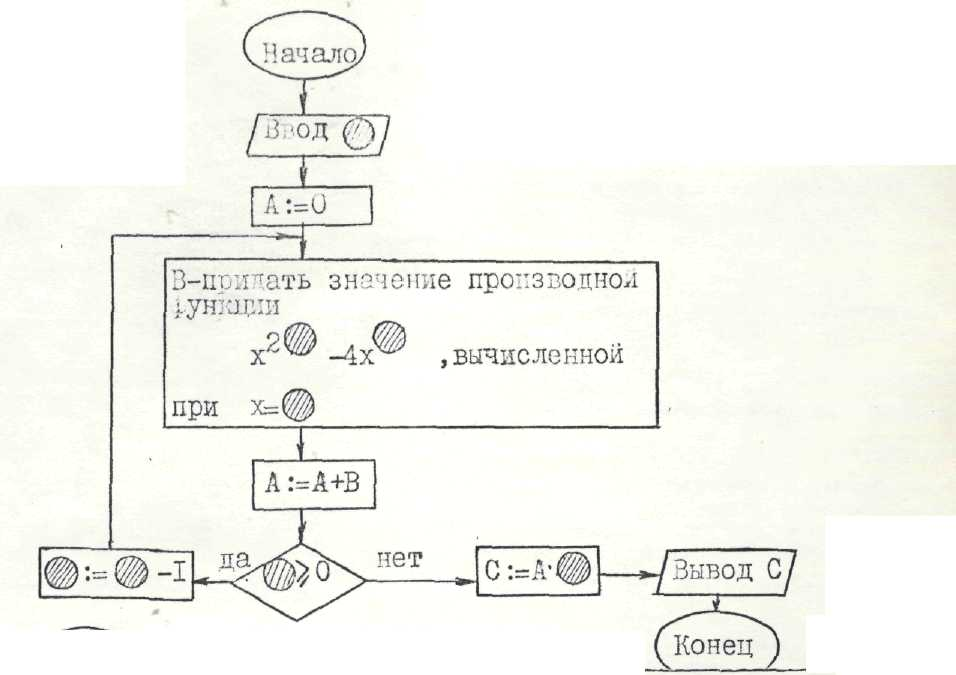 Начало
Ввод
А:=0
В-придать значение производной
функции
x² -4x ,вычисленной
при x=
А:=А+В
да
⩾0
нет
:= -I
С:=А·
Вывод С
Конец